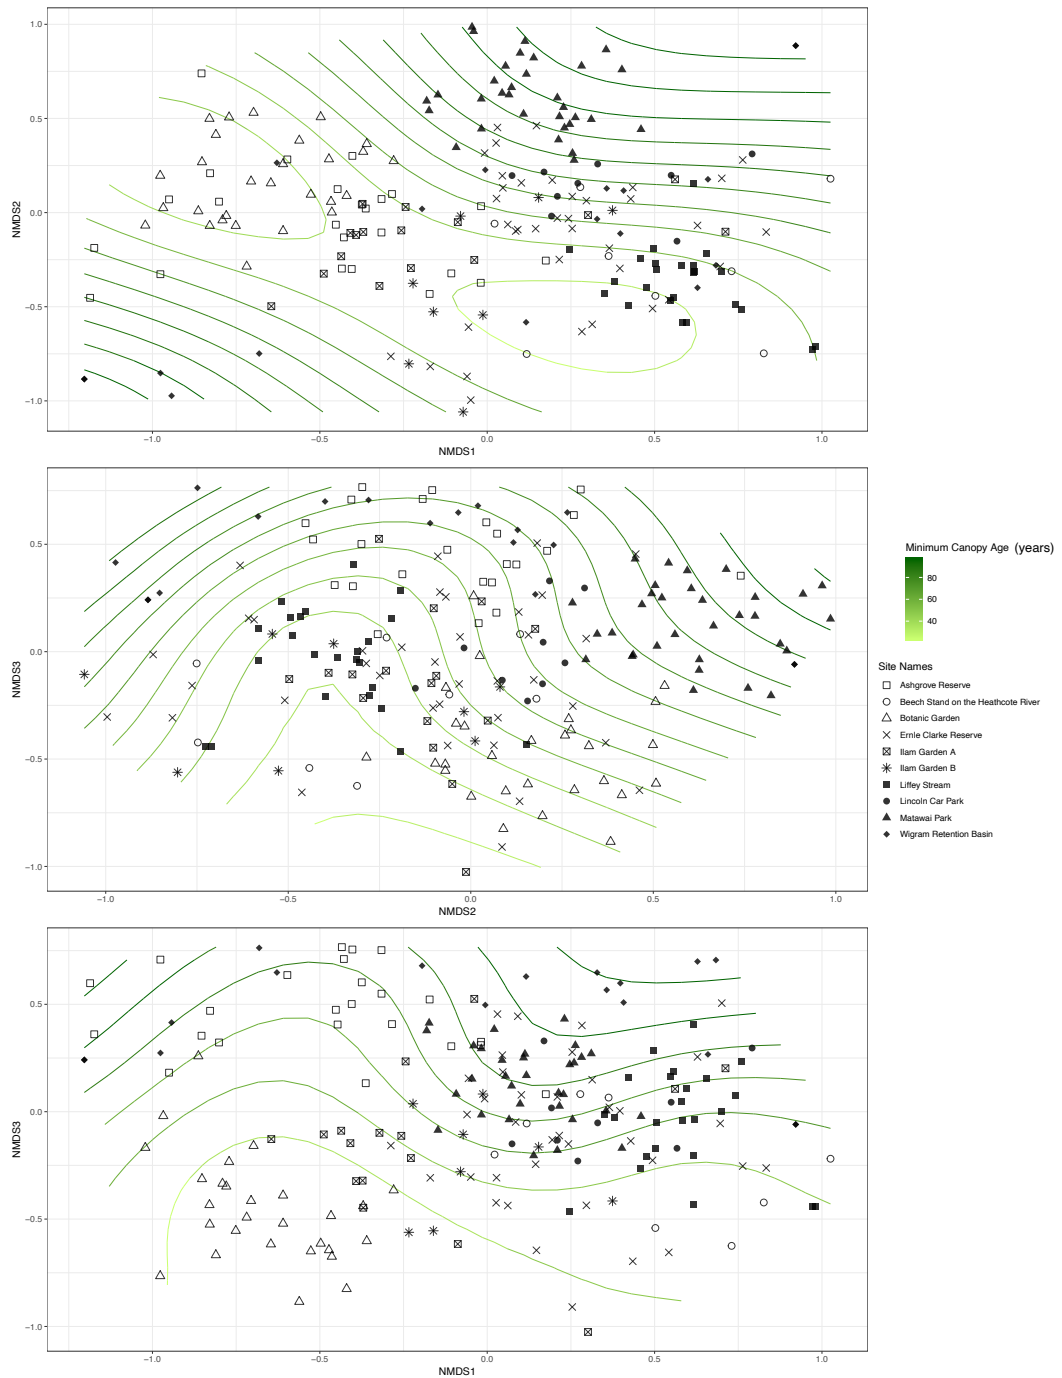 1.0
0.5
0.0
−0.5
−1.0
NMDS2
−1.0
−0.5
0.0
0.5
1.0
NMDS1
0.5
0.0
−0.5
−1.0
NMDS3
−1.0
−0.5
0.0
0.5
1.0
NMDS2
Minimum Canopy Age (years)
80
60
40
Site Names
Ashgrove Reserve
Beech Stand on the Heathcote River
Botanic Garden
Ernle Clarke Reserve
Ilam Garden A
Ilam Garden B
Liffey Stream
Lincoln Car Park
Matawai Park
Wigram Retention Basin
0.5
0.0
−0.5
−1.0
NMDS3
−1.0
−0.5
0.0
0.5
1.0
NMDS1